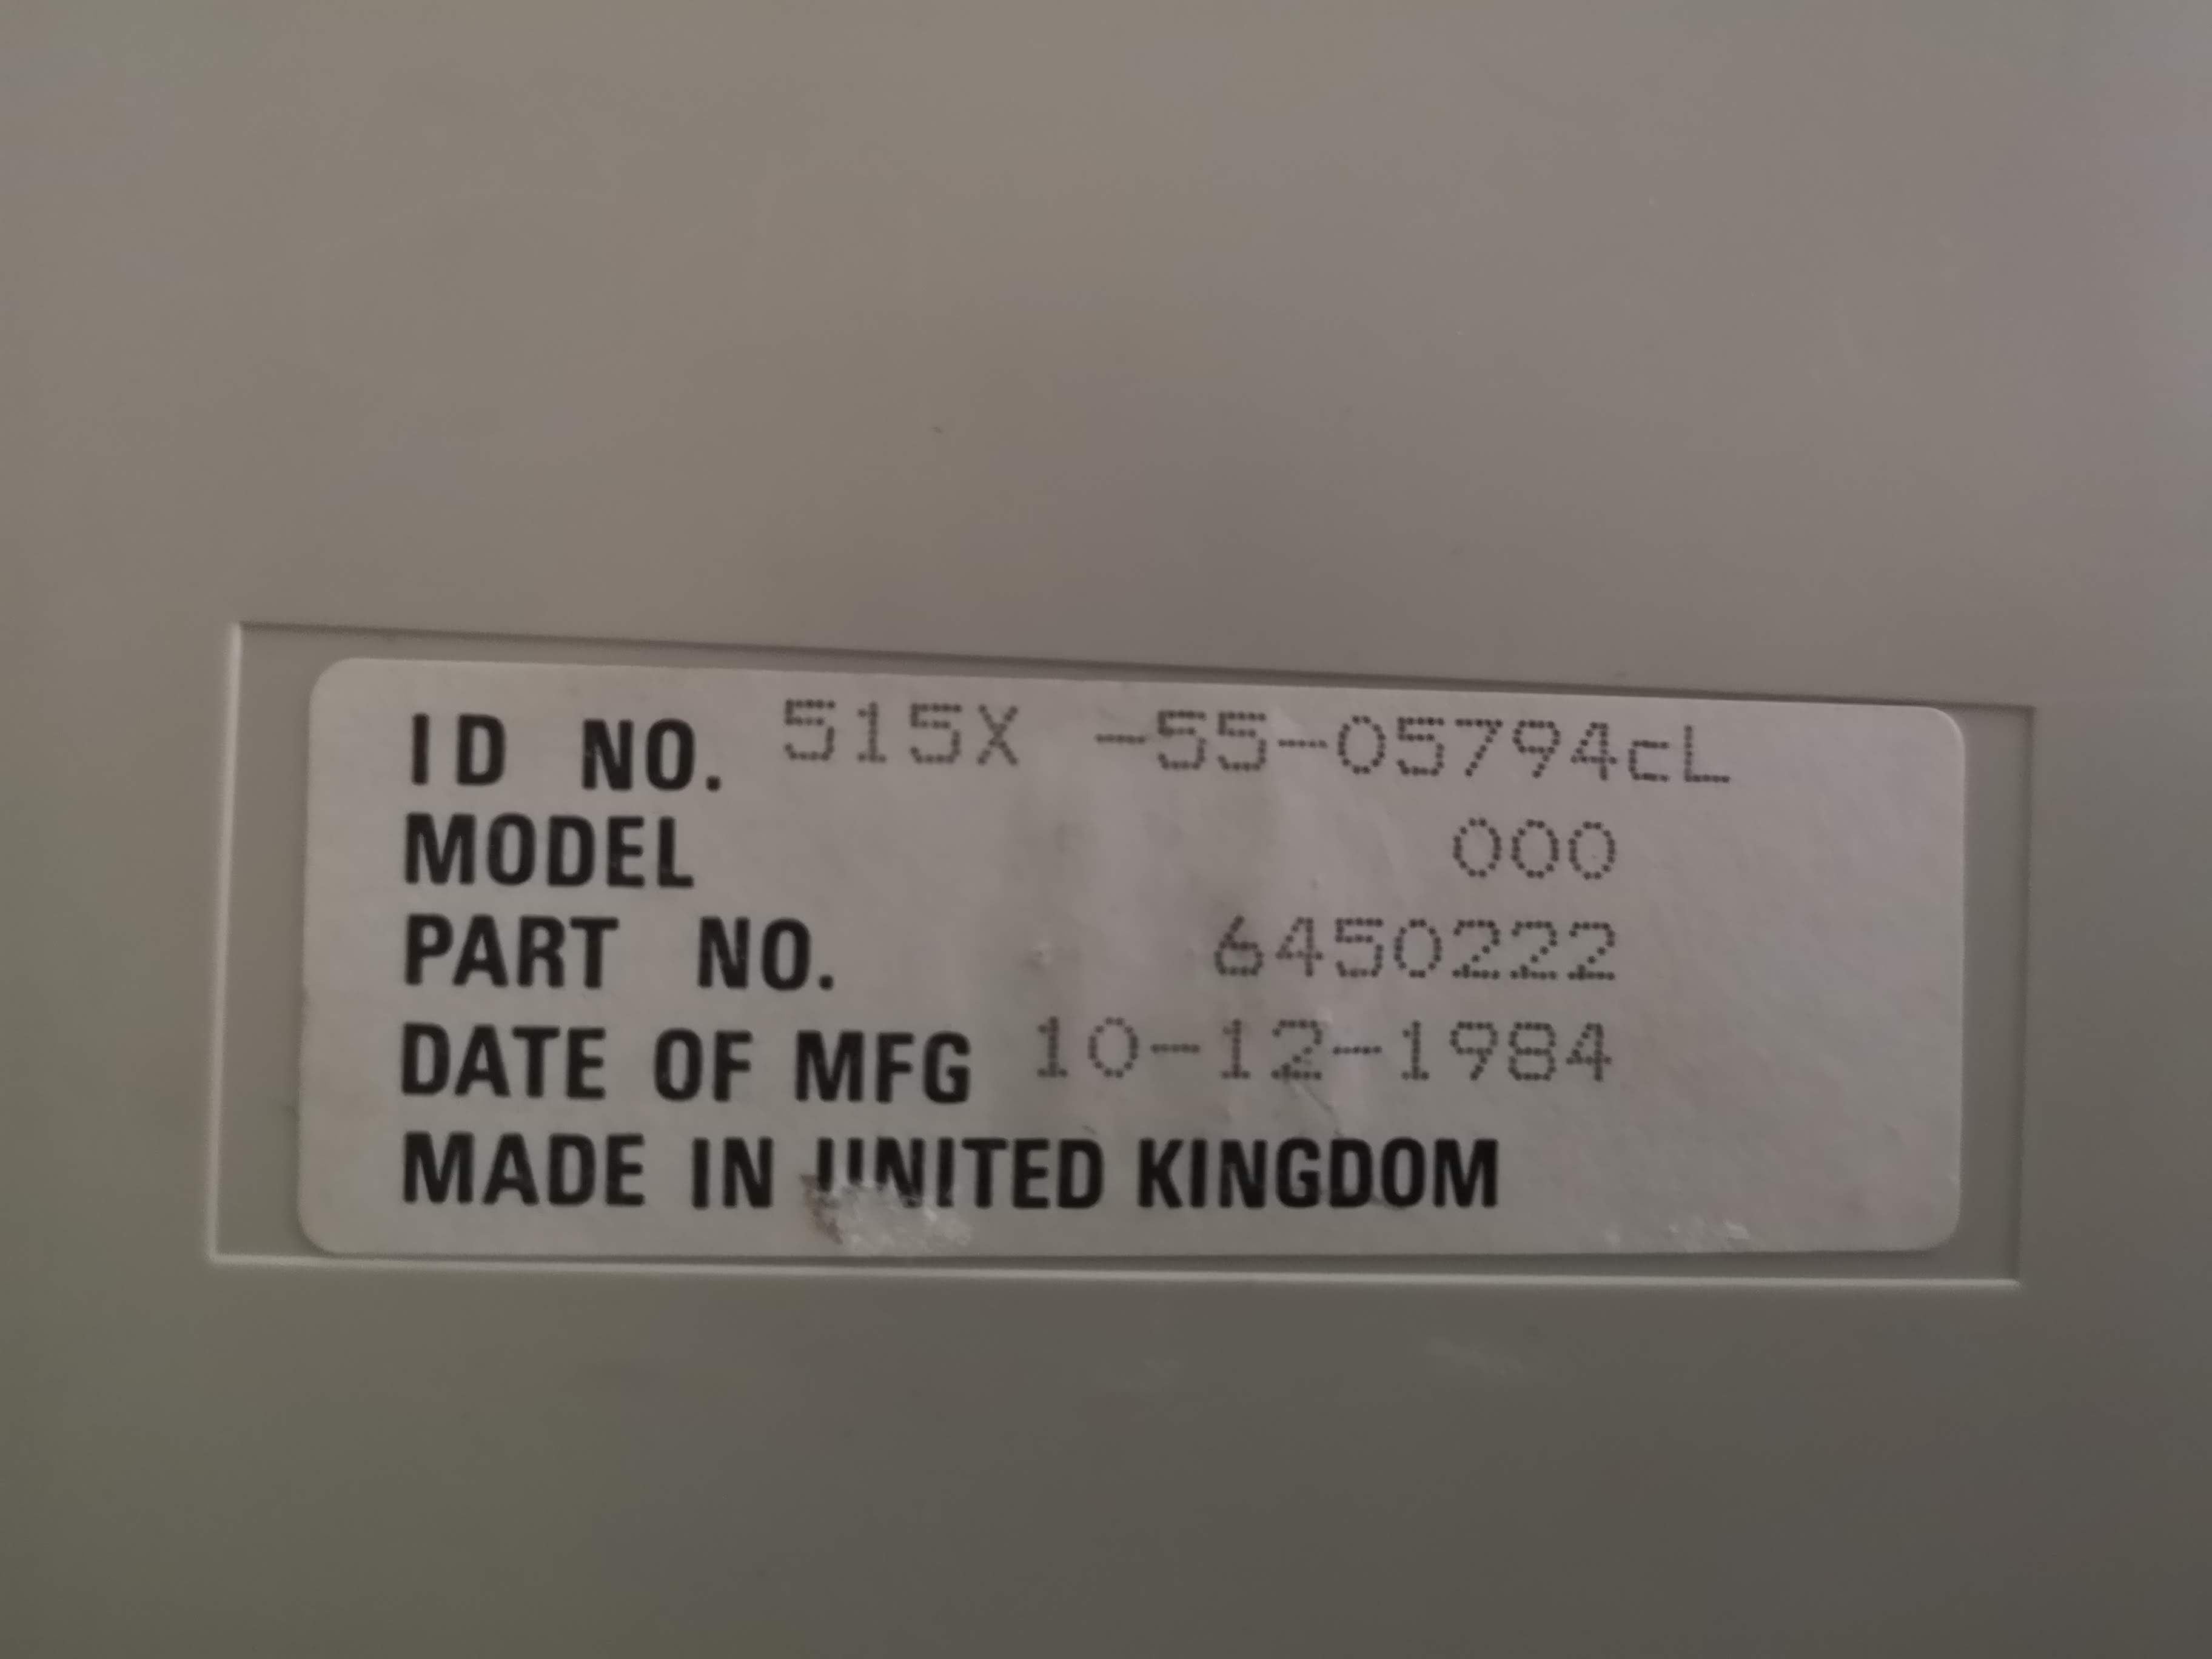 ID NO. 515X -55-05794cL
MODEL 000
PART NO. 6450222
DATE OF MFG 10-12-1984
MADE IN UNITED KINGDOM